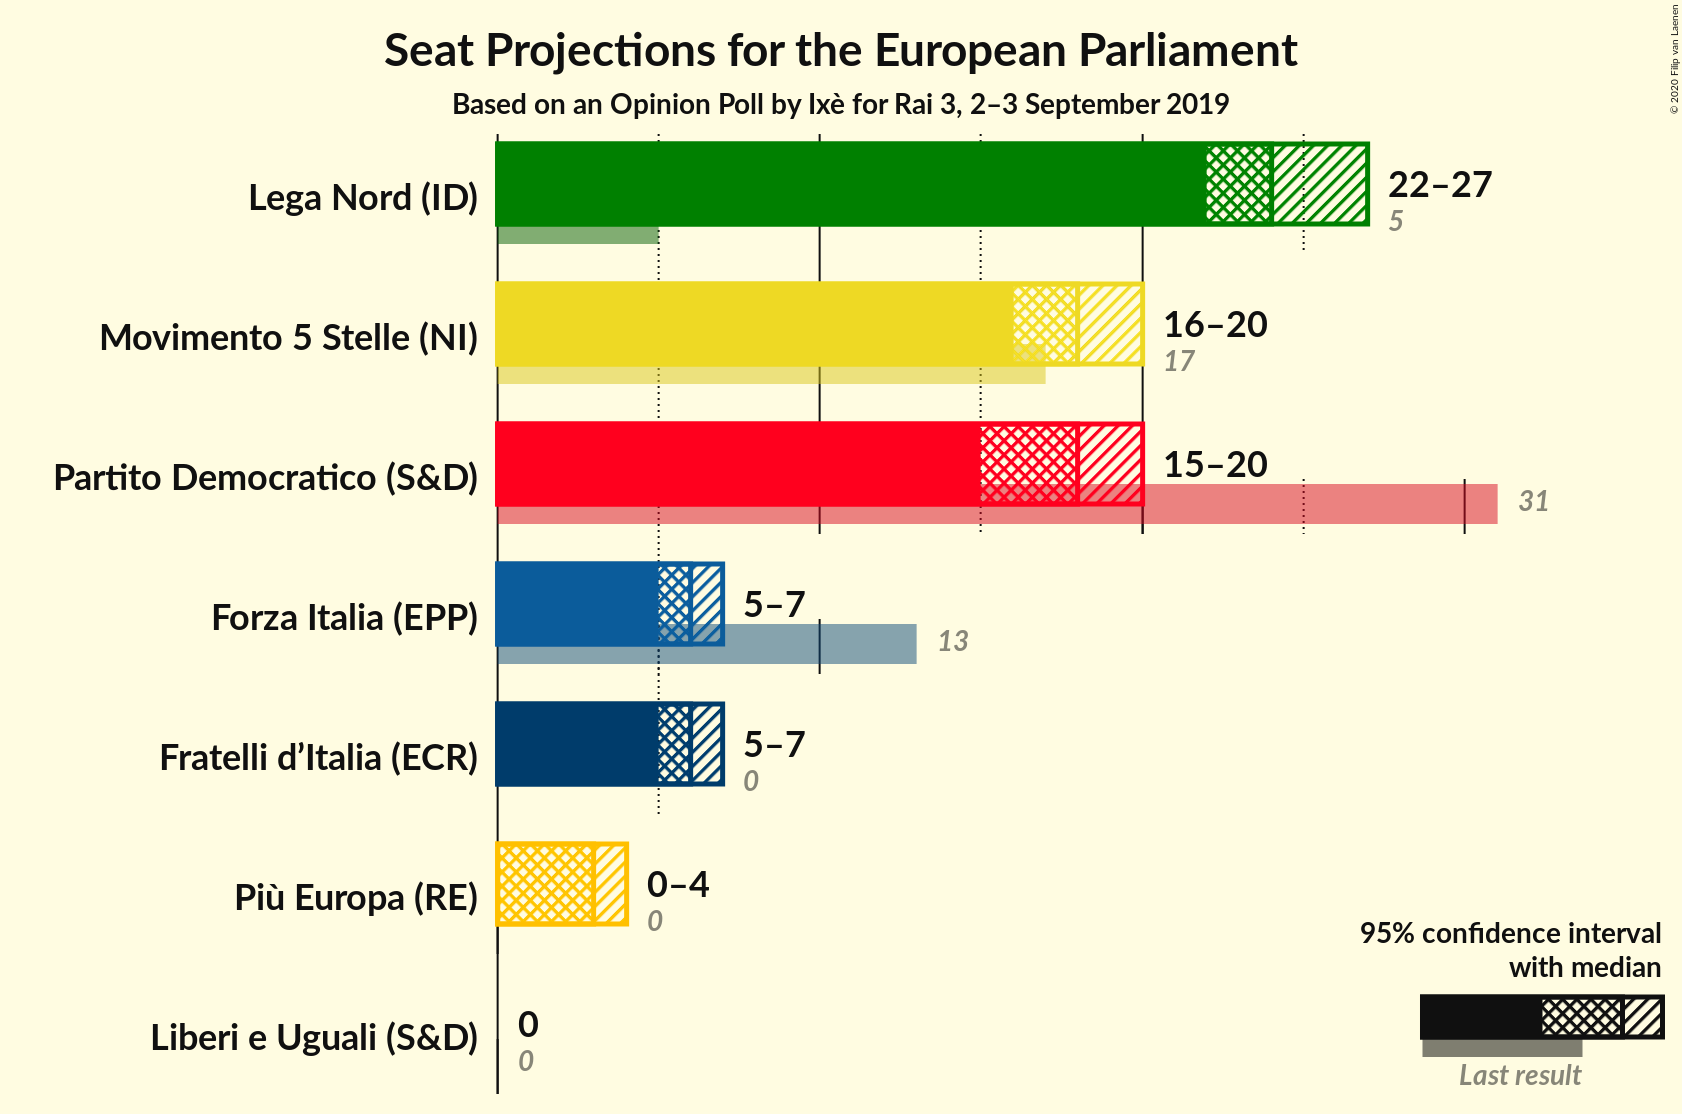 Seat Projections for the European Parliament
Based on an Opinion Poll by Ixè for Rai 3, 2–3 September 2019
© 2020 Filip van Laenen
Lega Nord (ID)
22–27
5
Movimento 5 Stelle (NI)
16–20
17
Partito Democratico (S&D)
15–20
31
Forza Italia (EPP)
5–7
13
Fratelli d’Italia (ECR)
5–7
0
Più Europa (RE)
0–4
0
Liberi e Uguali (S&D)
0
0
95% confidence interval
with median
Last result